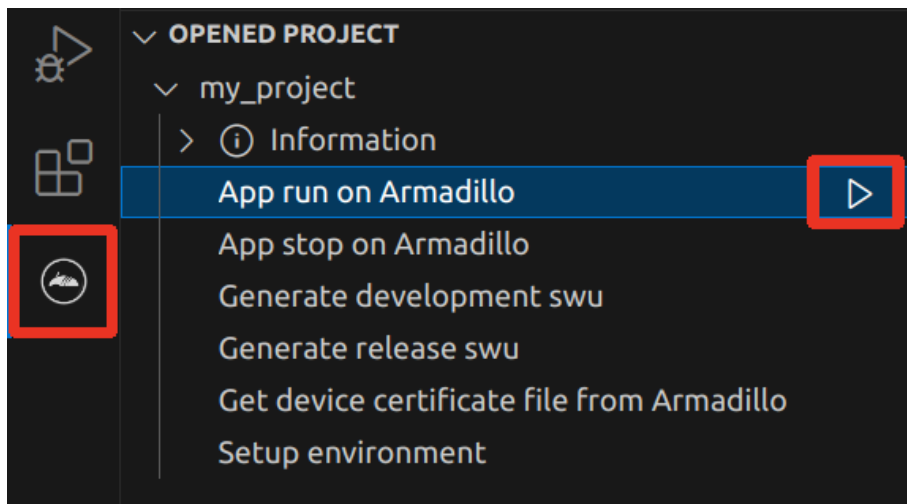 OPENED PROJECT
my_project
Information
App run on Armadillo
App stop on Armadillo
Generate development swu
Generate release swu
Get device certificate file from Armadillo
Setup environment